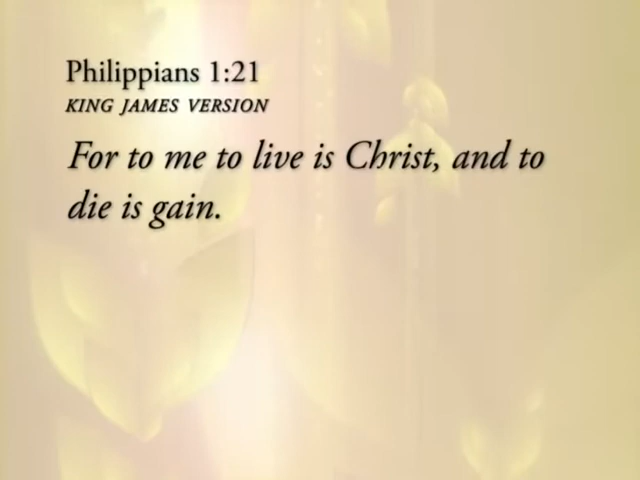 Philippians 1:21
KING JAMES VERSION
For to me to live is Christ, and to
die is gain.